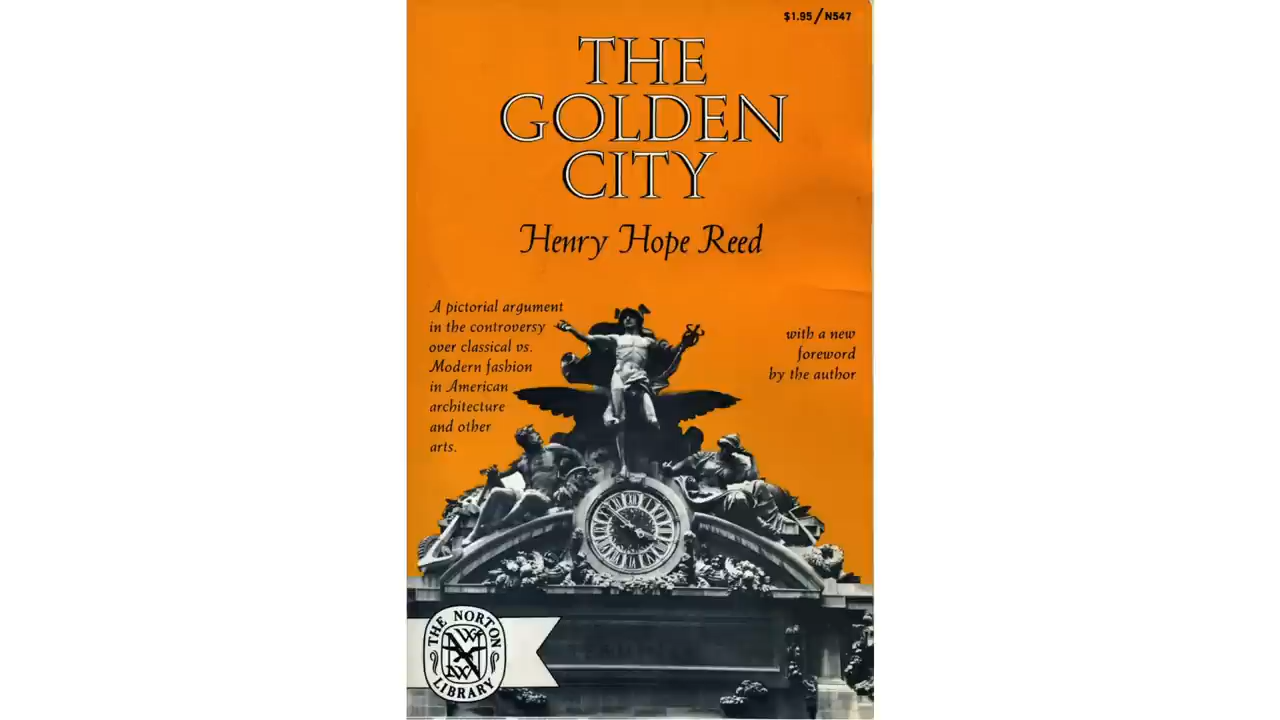 $1.95/N547
THE
GOLDEN
CITY
Henry Hope Reed
A pictorial argument
in the controversy
over classical vs.
Modern fashion
in American
architecture
and other
arts.
with a new
foreword
by the author
THE NORTON
LIBRARY